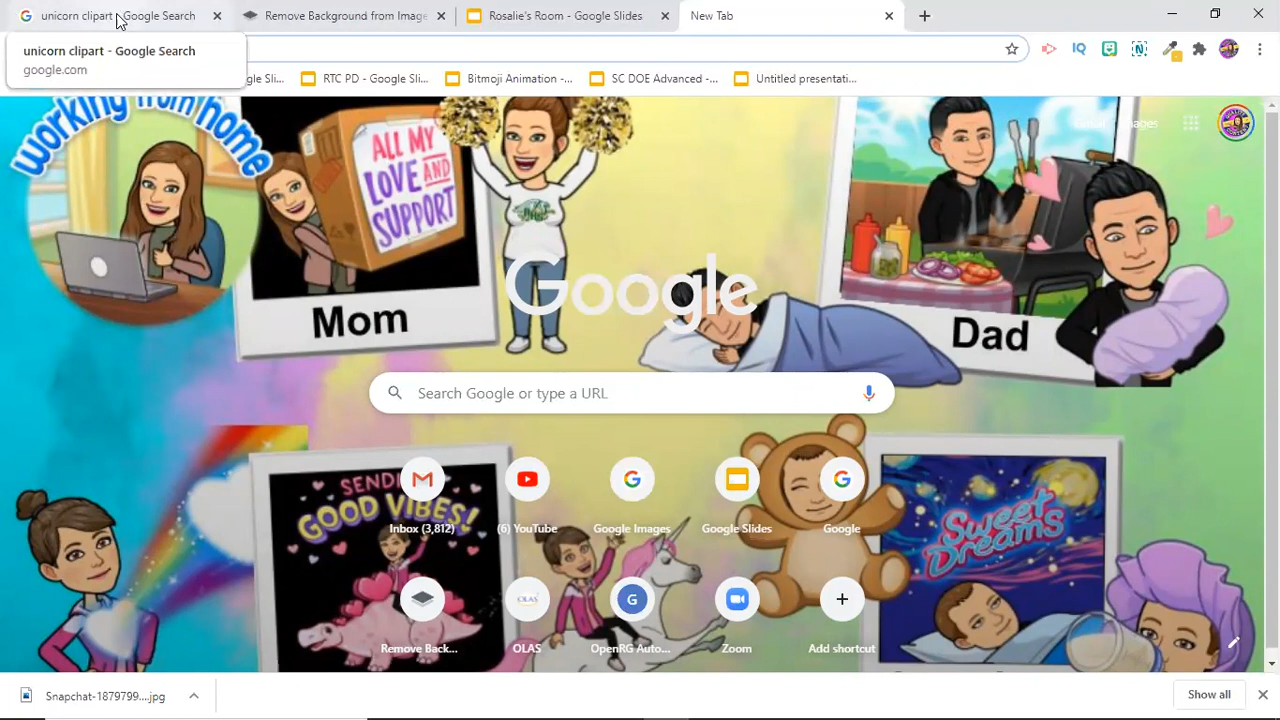 unicorn clipart - Google Search
Remove Background from Image
Rosalie's Room - Google Slides
New Tab
unicorn clipart - Google Search
google.com
gle Sli...
RTC PD - Google Sli...
Bitmoji Animation -...
SC DOE Advanced -...
Untitled presentati...
working from home
ALL MY
LOVE AND
SUPPORT
Gmail
Images
Google
Mom
Dad
Search Google or type a URL
SENDING
GOOD VIBES!
Sweet
Dreams
Inbox (3,812)
(6) YouTube
Google Images
Google Slides
Google
OLAS
G
Remove Back...
OLAS
OpenRG Auto...
Zoom
Add shortcut
Snapchat-1879799....jpg
Show all